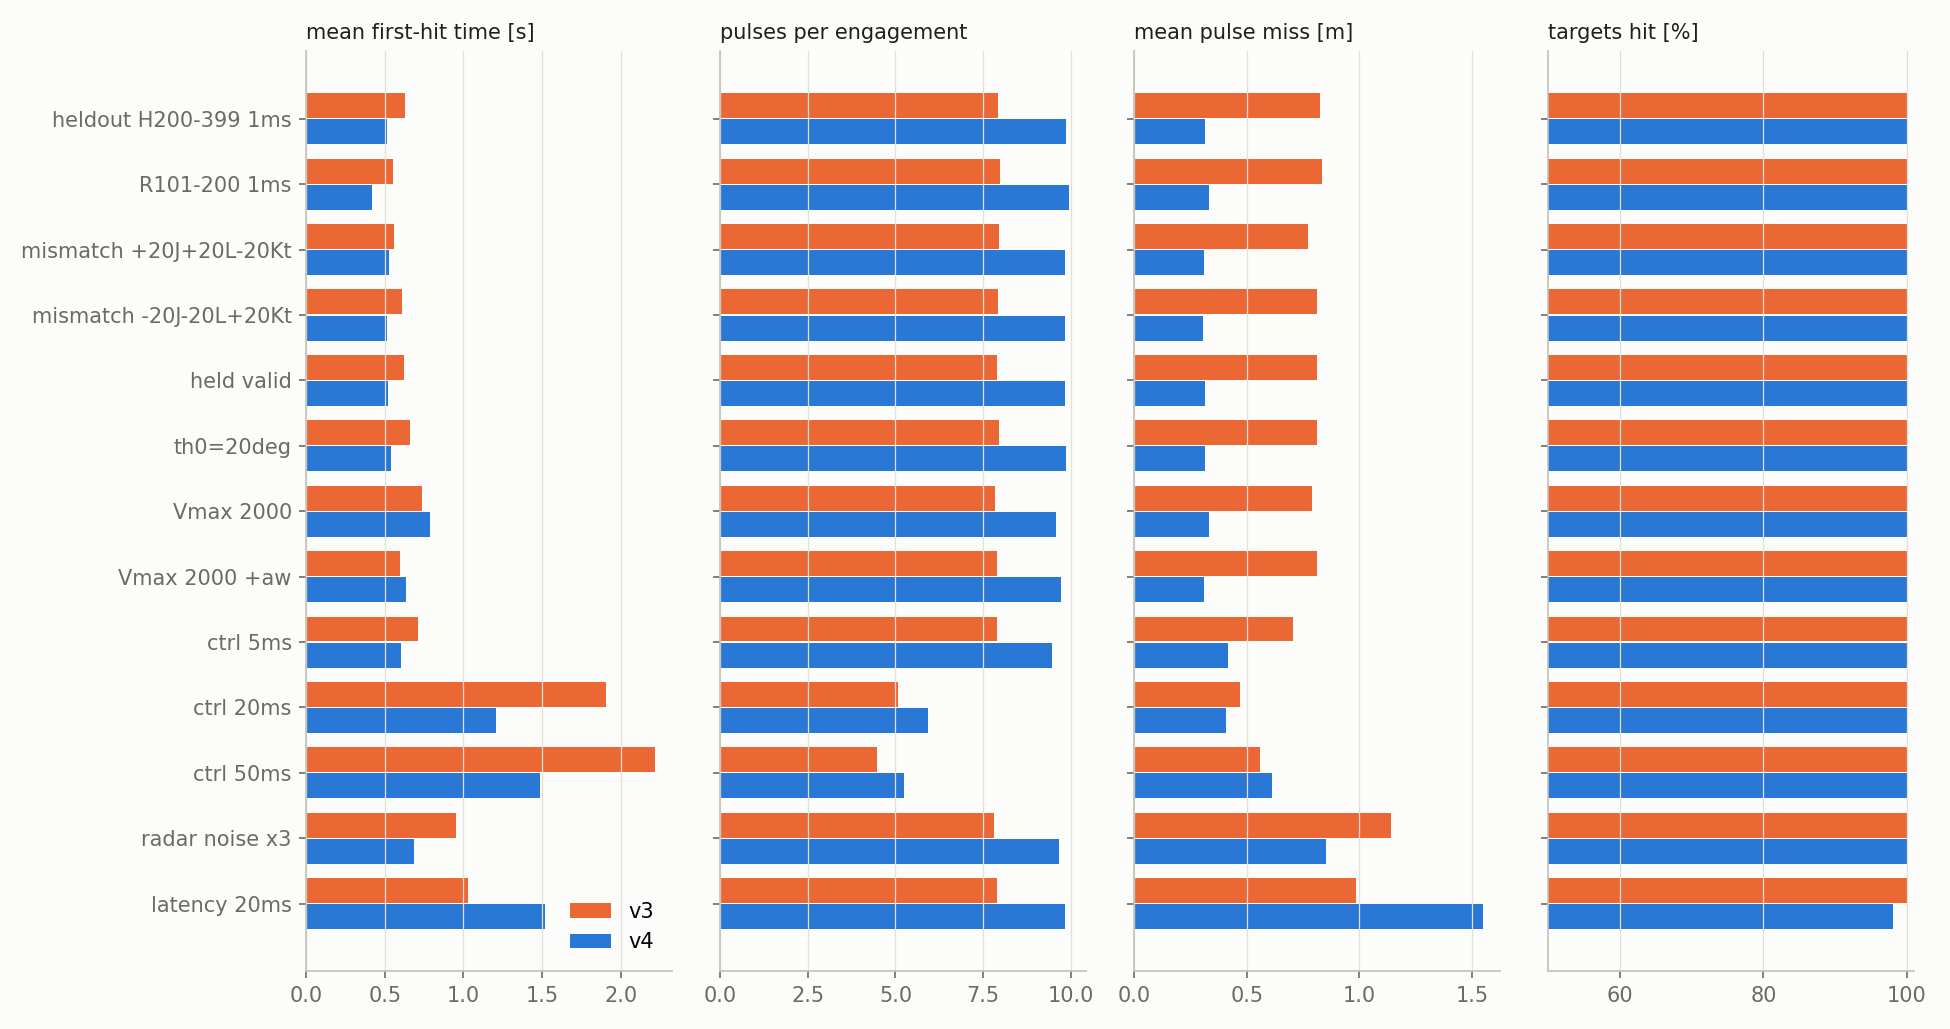 mean first-hit time [s]
pulses per engagement
mean pulse miss [m]
targets hit [%]
heldout H200-399 1ms
R101-200 1ms
mismatch +20J+20L-20Kt
mismatch -20J-20L+20Kt
held valid
th0=20deg
Vmax 2000
Vmax 2000 +aw
ctrl 5ms
ctrl 20ms
ctrl 50ms
radar noise x3
latency 20ms
v3
v4
0.0 0.5 1.0 1.5 2.0
0.0 2.5 5.0 7.5 10.0
0.0 0.5 1.0 1.5
60 80 100